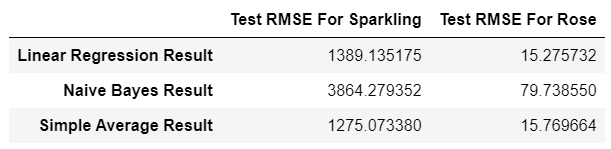 Test RMSE For Sparkling Test RMSE For Rose
Linear Regression Result 1389.135175 15.275732
Naive Bayes Result 3864.279352 79.738550
Simple Average Result 1275.073380 15.769664